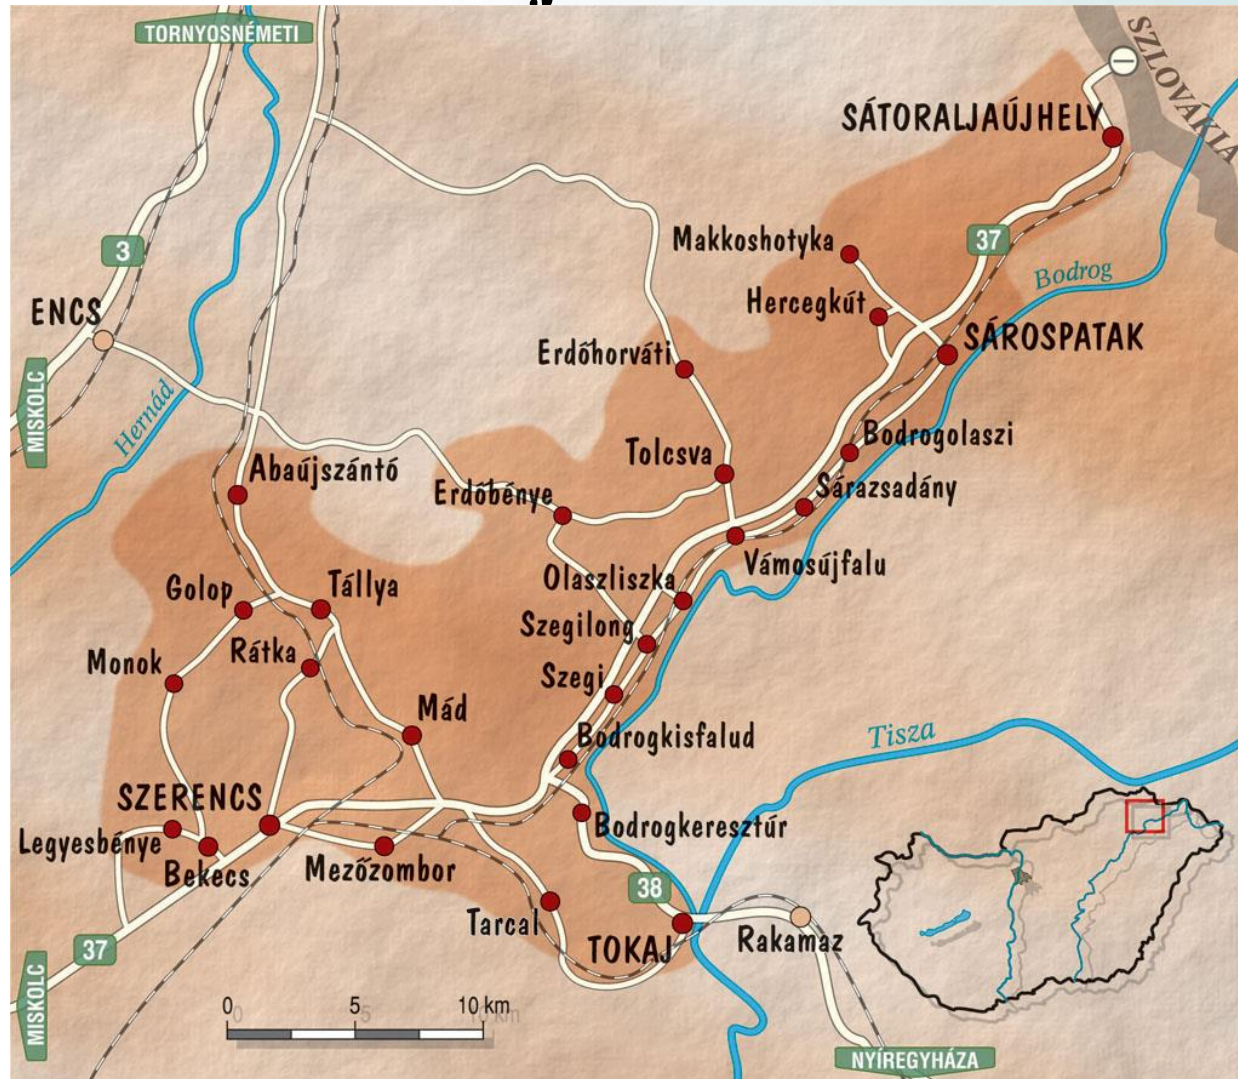 TORNYOSNÉMETI
SZLOVÁKIA
SÁTORALJAÚJHELY
3
Makkoshotyka
37
Bodrog
ENCS
Hercegkút
SÁROSPATAK
Erdőhorváti
MISKOLC
Hernád
Bodrogolaszi
Abaújszántó
Tolcsva
Erdőbénye
Sárazsadány
Vámosújfalu
Golop
Tállya
Olaszliszka
Szegilong
Monok
Rátka
Szegi
Mád
Bodrogkisfalud
Tisza
SZERENCS
Legyesbénye
Bodrogkeresztúr
Bekecs
Mezőzombor
38
Tarcal
TOKAJ
Rakamaz
37
MISKOLC
0 5 10 km
NYÍREGYHÁZA